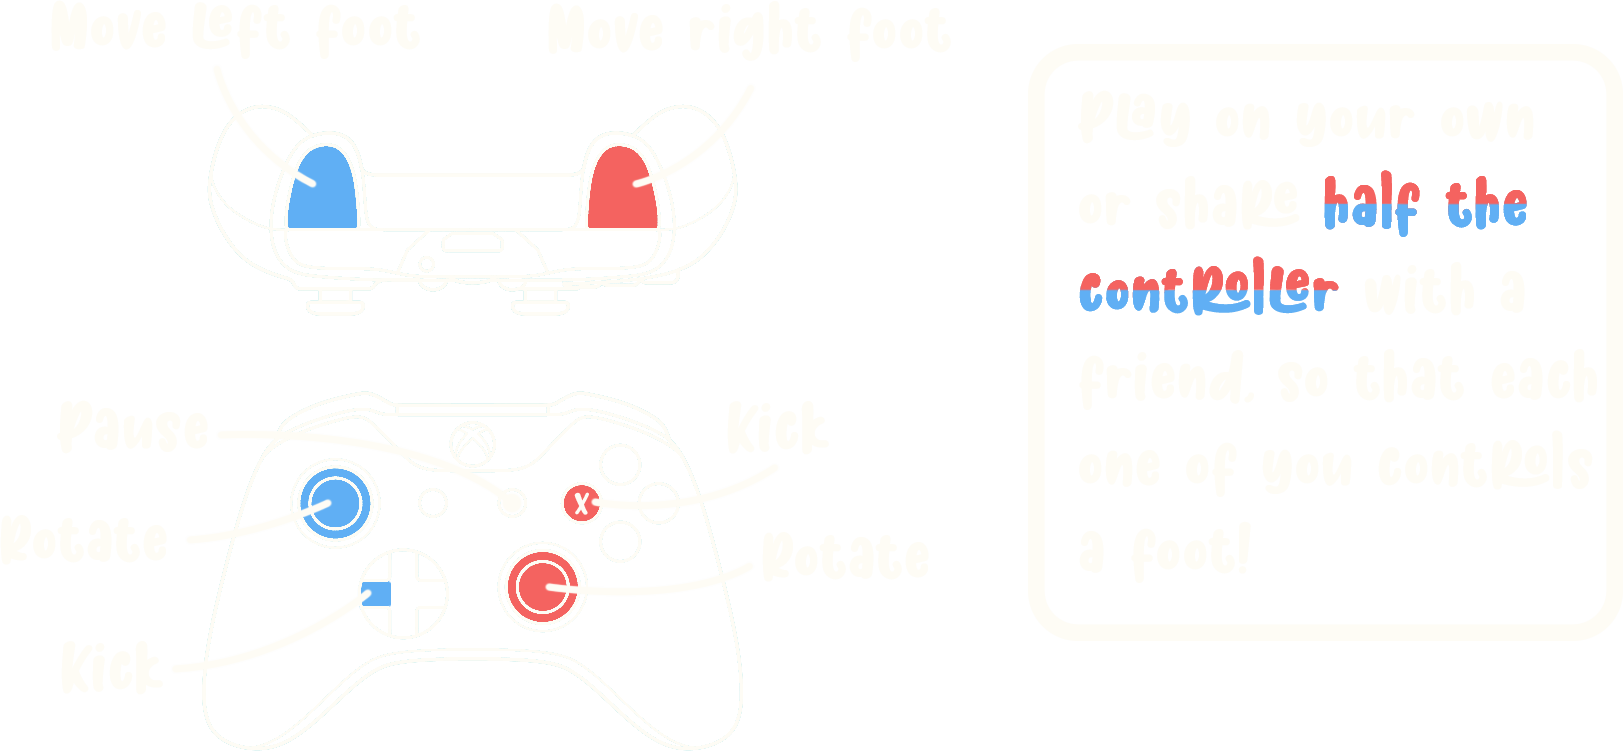 Move left foot
Move right foot
Pause
Kick
X
Rotate
Rotate
Kick
Play on your own
or share half the
controller with a
friend, so that each
one of you controls
a foot!